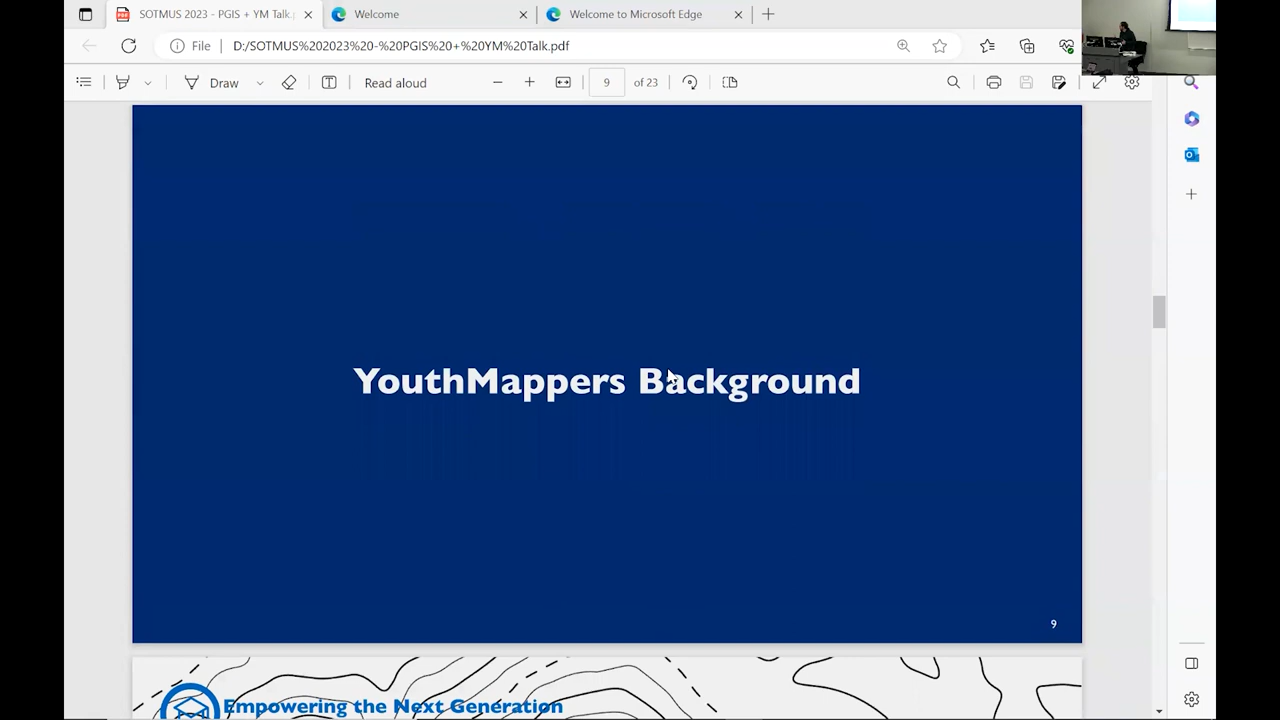 SOTMUS 2023 - PGIS + YM Talk.
Welcome
Welcome to Microsoft Edge
File
D:/SOTMUS%202023%20-%20PGIS%20+%20YM%20Talk.pdf
Draw
Read aloud
9
of 23
YouthMappers Background
9
Empowering the Next Generation